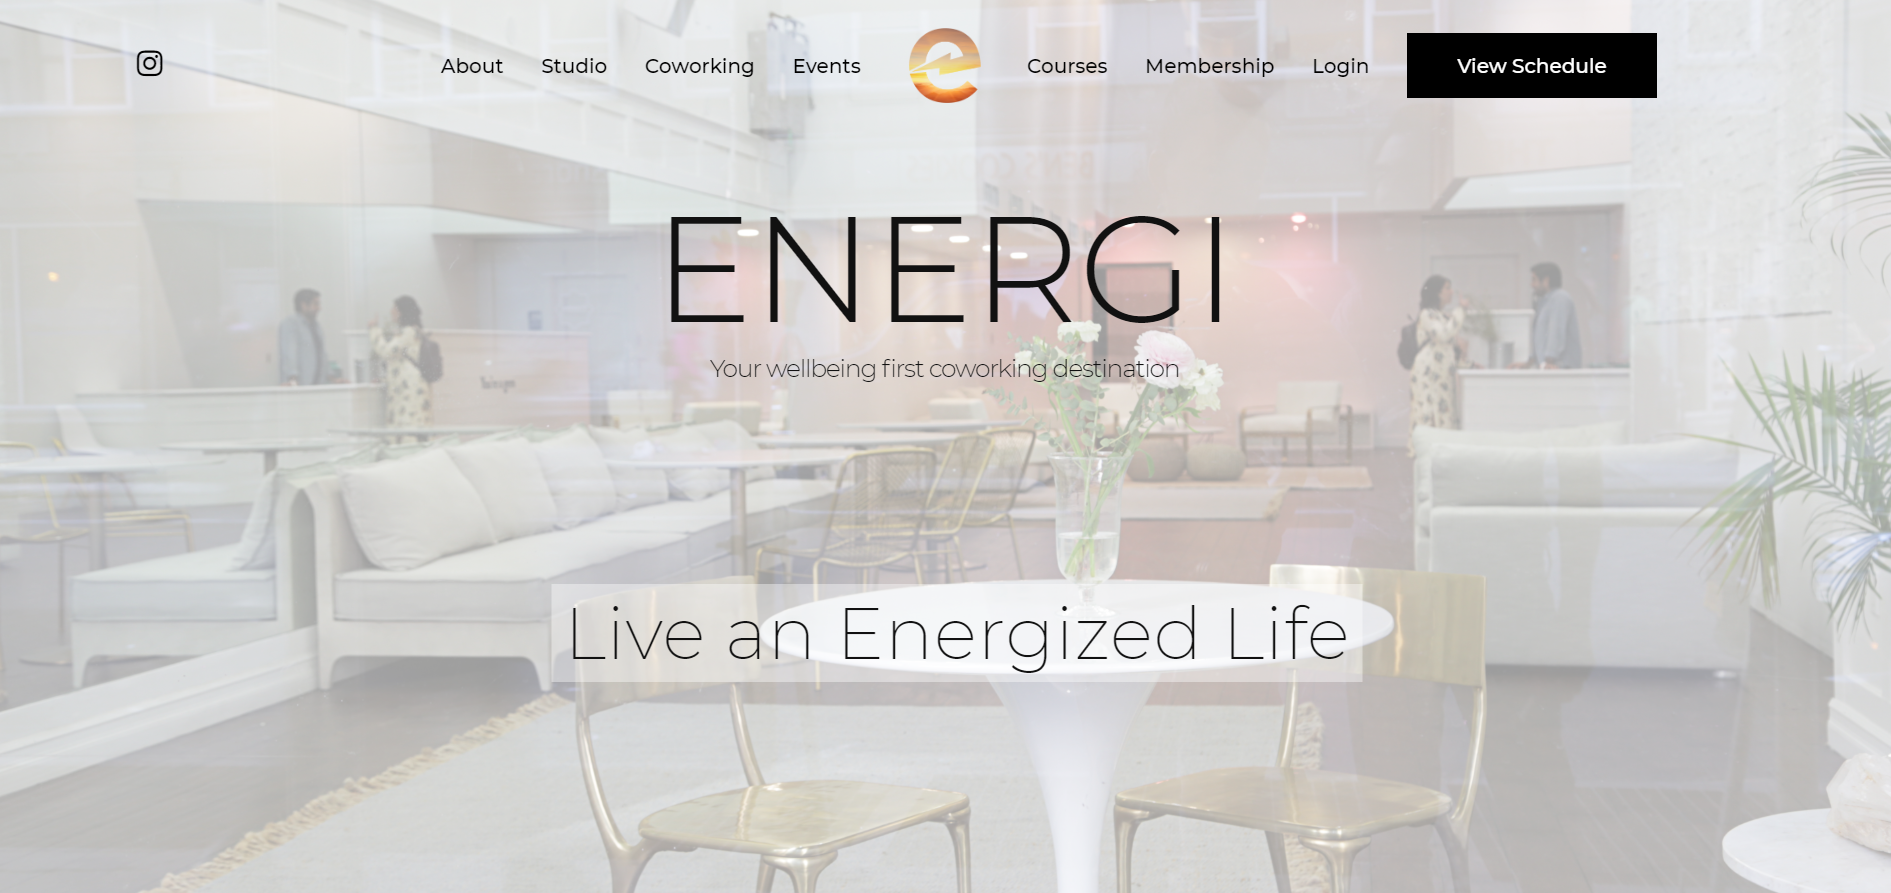 About Studio Coworking Events Courses Membership Login View Schedule
ENERGI
Your wellbeing first coworking destination
Live an Energized Life